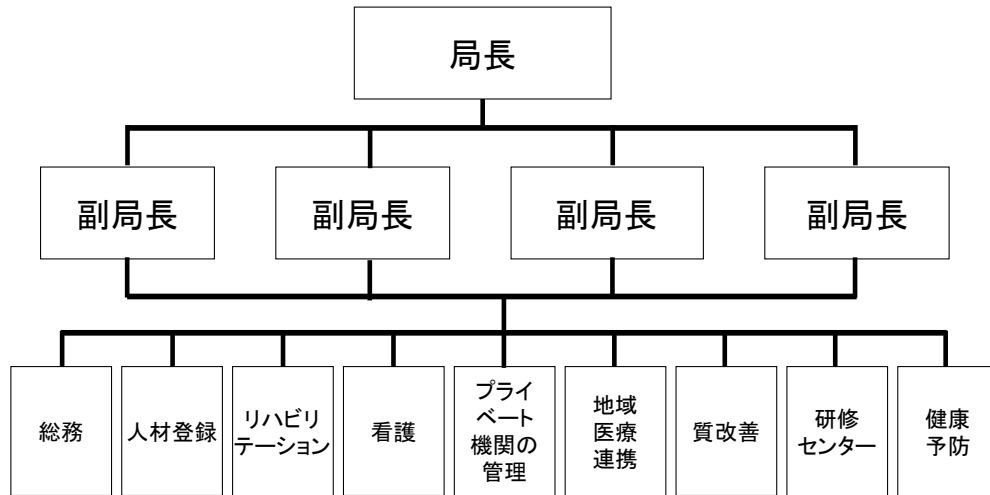 局長
副局長
副局長
副局長
副局長
総務
人材登録
リハビリ
テーション
看護
プライ
ベート
機関の
管理
地域
医療
連携
質改善
研修
センター
健康
予防